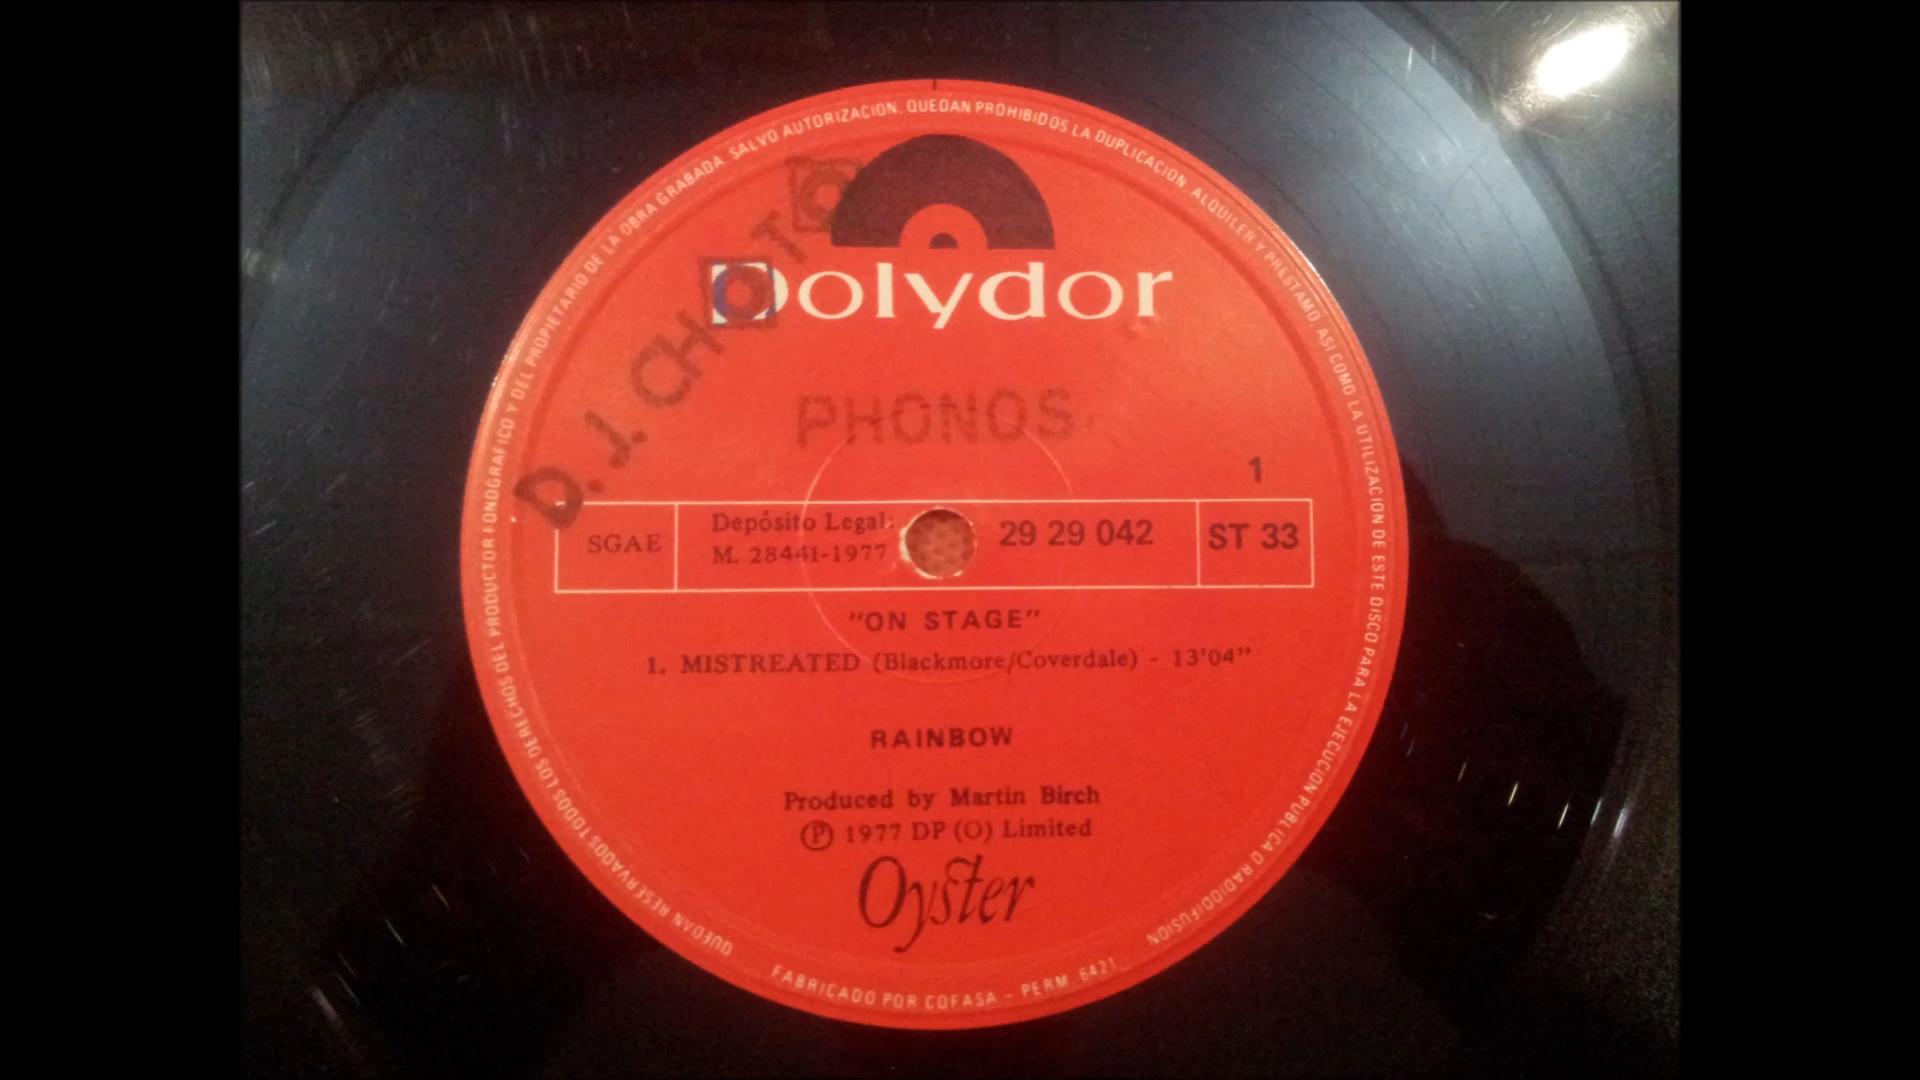 QUEDAN RESERVADOS TODOS LOS DERECHOS DEL PRODUCTOR FONOGRAFICO Y DEL PROPIETARIO DE LA OBRA GRABADA. SALVO AUTORIZACION, QUEDAN PROHIBIDOS LA DUPLICACION, ALQUILER Y PRESTAMO, ASI COMO LA UTILIZACION DE ESTE DISCO PARA LA EJECUCION PUBLICA O RADIODIFUSION
Polydor
D. J. CHOTO
PHONOS
1
SGAE
Depósito Legal:
M. 28441-1977
29 29 042
ST 33
"ON STAGE"
1. MISTREATED (Blackmore/Coverdale) - 13'04"
RAINBOW
Produced by Martin Birch
Ⓟ 1977 DP (O) Limited
Oyster
FABRICADO POR COFASA - PERM 6421